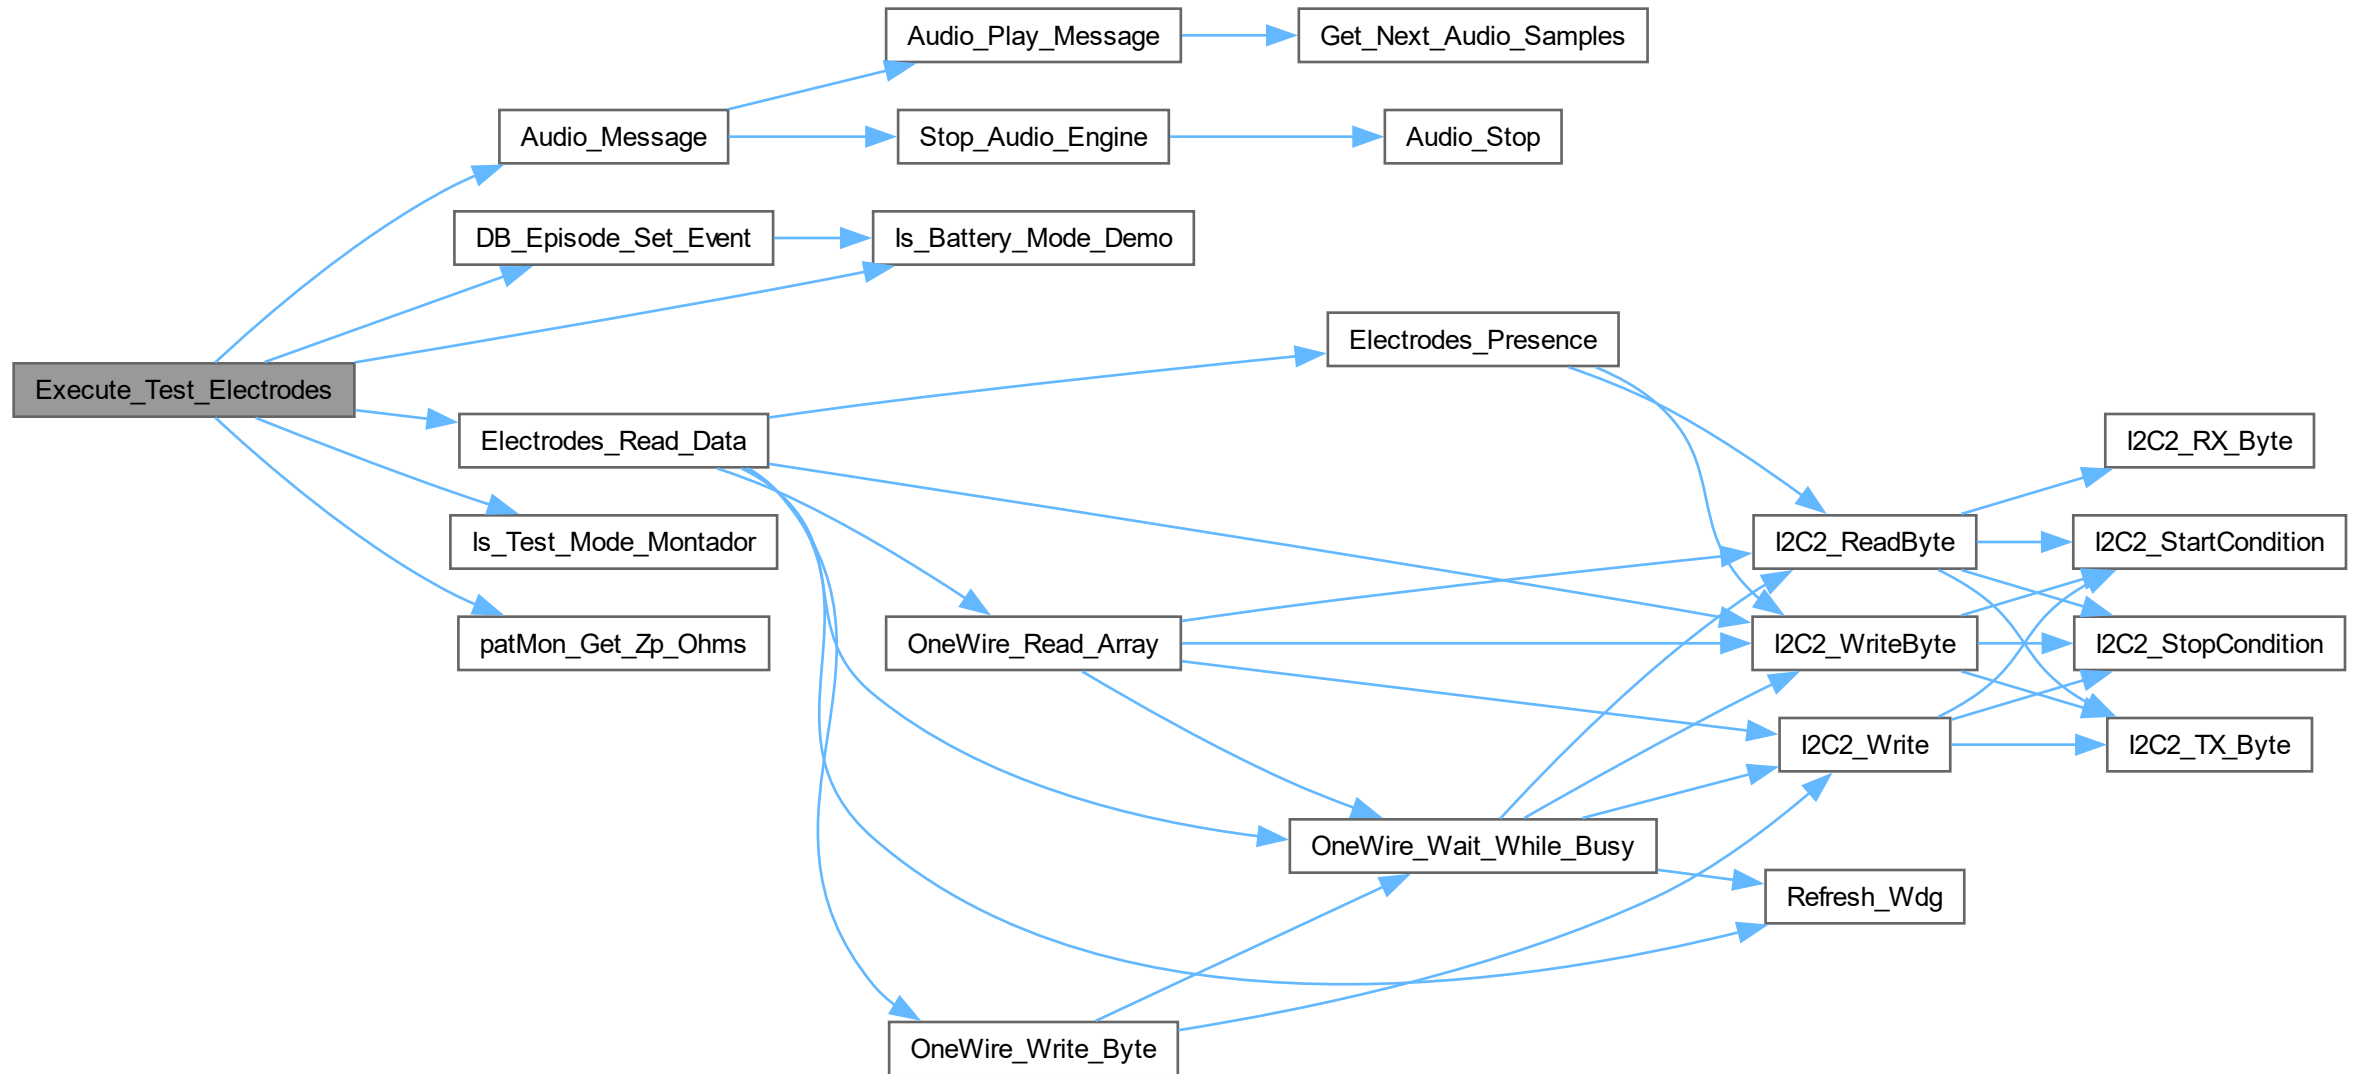 Audio_Play_Message
Get_Next_Audio_Samples
Audio_Message
Stop_Audio_Engine
Audio_Stop
DB_Episode_Set_Event
Is_Battery_Mode_Demo
Electrodes_Presence
Execute_Test_Electrodes
Electrodes_Read_Data
I2C2_RX_Byte
Is_Test_Mode_Montador
I2C2_ReadByte
I2C2_StartCondition
patMon_Get_Zp_Ohms
OneWire_Read_Array
I2C2_WriteByte
I2C2_StopCondition
I2C2_Write
I2C2_TX_Byte
OneWire_Wait_While_Busy
Refresh_Wdg
OneWire_Write_Byte